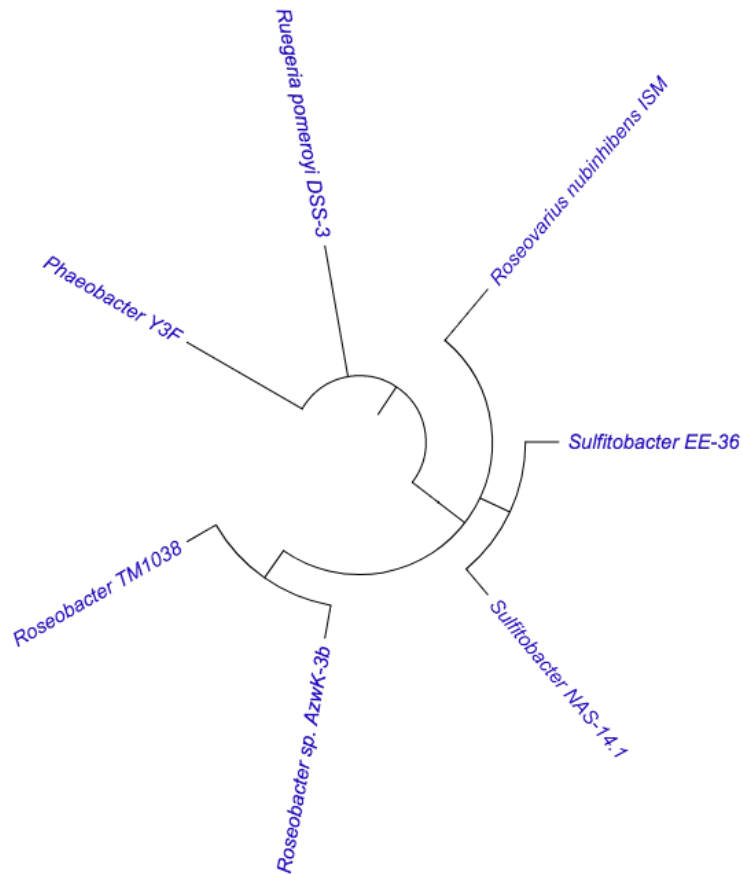 Ruegeria pomeroyi DSS-3
Roseovarius nubinhibens ISM
Phaeobacter Y3F
Sulfitobacter EE-36
Roseobacter TM1038
Sulfitobacter NAS-14.1
Roseobacter sp. AzwK-3b